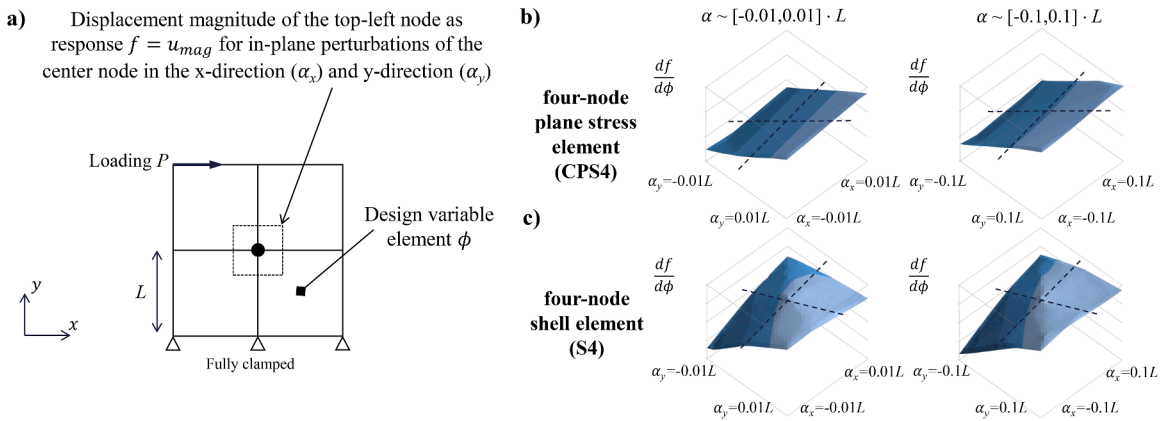 a)
Displacement magnitude of the top-left node as
response f = u_mag for in-plane perturbations of the
center node in the x-direction (α_x) and y-direction (α_y)
Loading P
Design variable
element ϕ
L
y
x
Fully clamped
b)
α ~ [-0.01,0.01] · L
α ~ [-0.1,0.1] · L
four-node
plane stress
element
(CPS4)
df
dϕ
α_y=-0.01L
α_x=0.01L
α_y=0.01L
α_x=-0.01L
df
dϕ
α_y=-0.1L
α_x=0.1L
α_y=0.1L
α_x=-0.1L
c)
four-node
shell element
(S4)
df
dϕ
α_y=-0.01L
α_x=0.01L
α_y=0.01L
α_x=-0.01L
df
dϕ
α_y=-0.1L
α_x=0.1L
α_y=0.1L
α_x=-0.1L